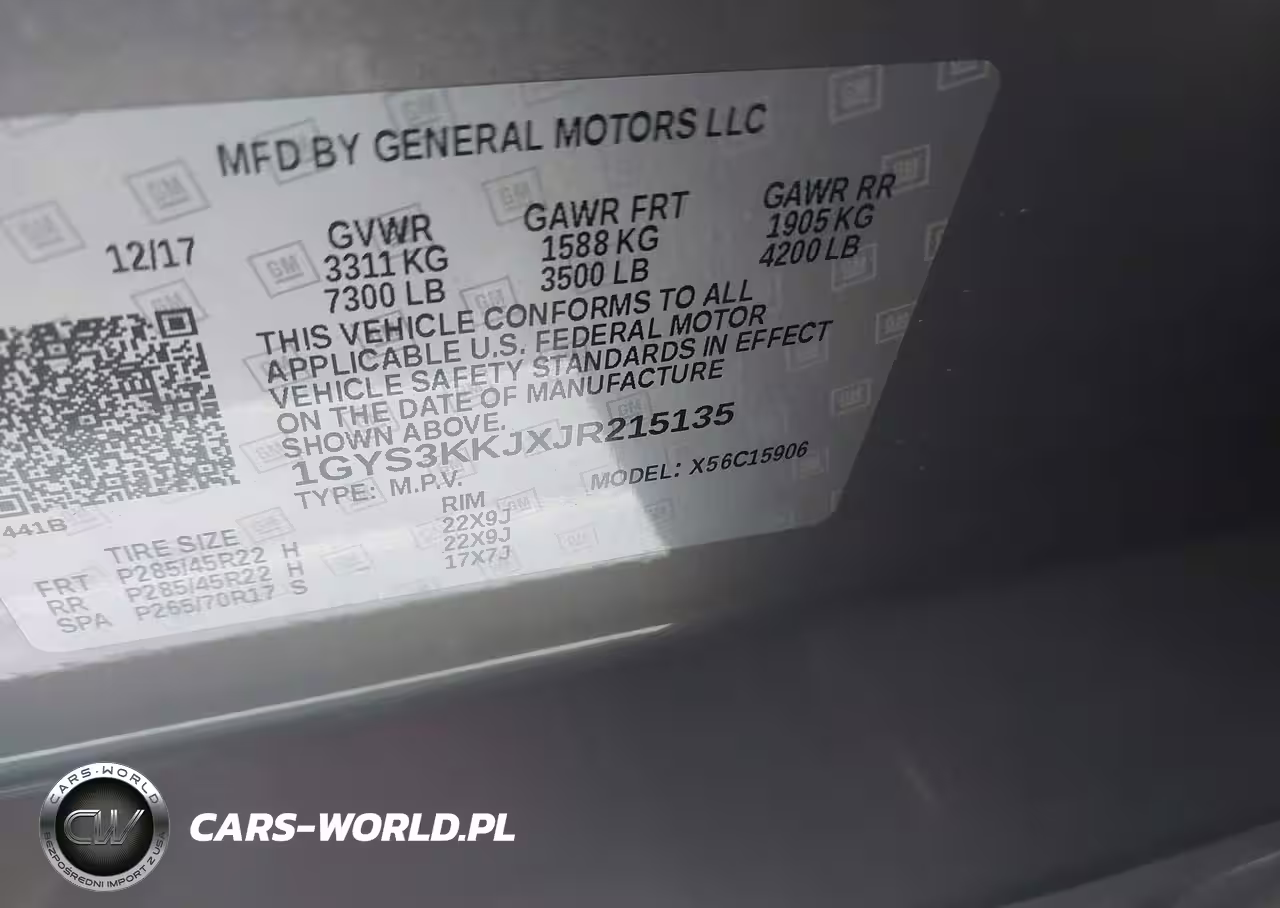 MFD BY GENERAL MOTORS LLC
12/17
GVWR GAWR FRT GAWR RR
3311 KG 1588 KG 1905 KG
7300 LB 3500 LB 4200 LB
THIS VEHICLE CONFORMS TO ALL
APPLICABLE U.S. FEDERAL MOTOR
VEHICLE SAFETY STANDARDS IN EFFECT
ON THE DATE OF MANUFACTURE
SHOWN ABOVE.
1GYS3KKJXJR215135
TYPE: M.P.V. MODEL: X56C15906
441B
TIRE SIZE RIM
FRT P285/45R22 H 22X9J
RR P285/45R22 H 22X9J
SPA P265/70R17 S 17X7J
CARS-WORLD
CW
BEZPOŚREDNI IMPORT Z USA
CARS-WORLD.PL